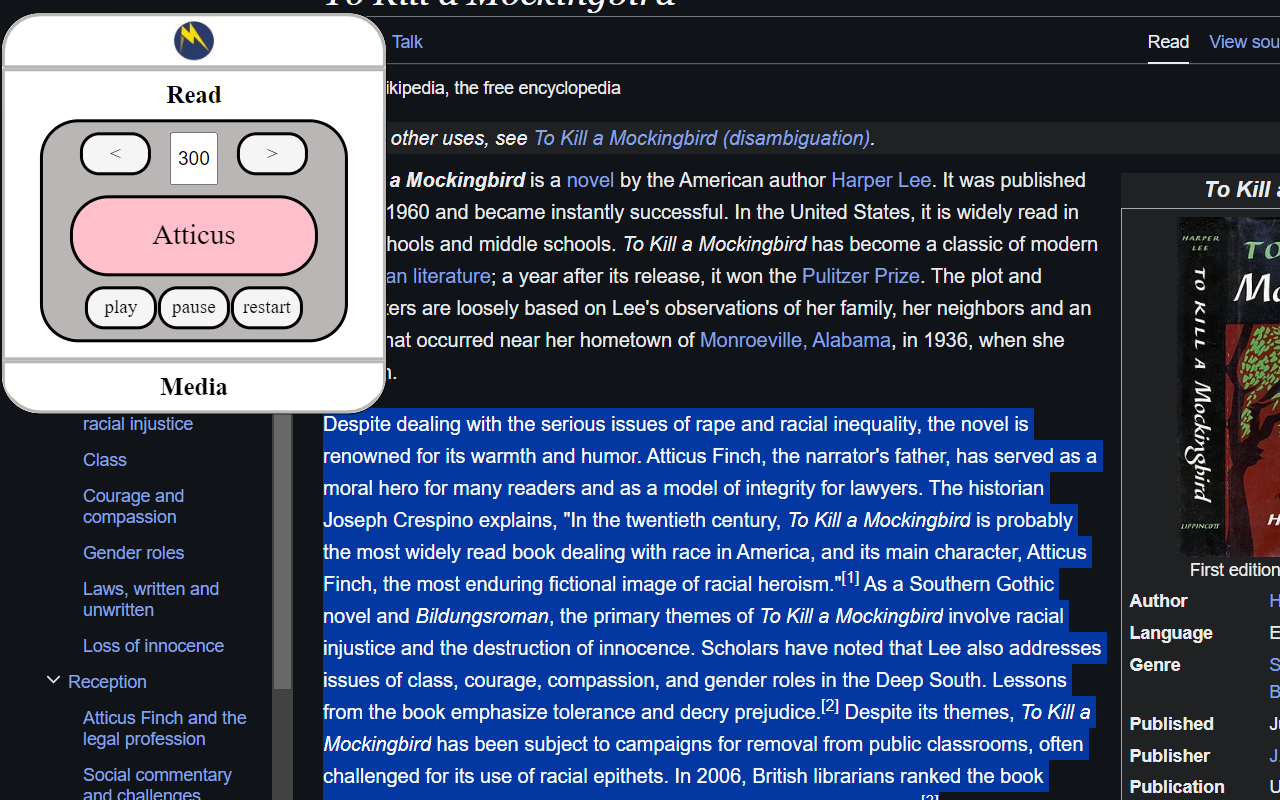 To Kill a Mockingbird
Talk
Read
View sou
ikipedia, the free encyclopedia
other uses, see To Kill a Mockingbird (disambiguation).
Read
<
300
>
Atticus
play
pause
restart
Media
a Mockingbird is a novel by the American author Harper Lee. It was published
1960 and became instantly successful. In the United States, it is widely read in
hools and middle schools. To Kill a Mockingbird has become a classic of modern
an literature; a year after its release, it won the Pulitzer Prize. The plot and
ters are loosely based on Lee's observations of her family, her neighbors and an
hat occurred near her hometown of Monroeville, Alabama, in 1936, when she
n.
Despite dealing with the serious issues of rape and racial inequality, the novel is
renowned for its warmth and humor. Atticus Finch, the narrator's father, has served as a
moral hero for many readers and as a model of integrity for lawyers. The historian
Joseph Crespino explains, "In the twentieth century, To Kill a Mockingbird is probably
the most widely read book dealing with race in America, and its main character, Atticus
Finch, the most enduring fictional image of racial heroism."[1] As a Southern Gothic
novel and Bildungsroman, the primary themes of To Kill a Mockingbird involve racial
injustice and the destruction of innocence. Scholars have noted that Lee also addresses
issues of class, courage, compassion, and gender roles in the Deep South. Lessons
from the book emphasize tolerance and decry prejudice.[2] Despite its themes, To Kill a
Mockingbird has been subject to campaigns for removal from public classrooms, often
challenged for its use of racial epithets. In 2006, British librarians ranked the book
[3]
racial injustice
Class
Courage and
compassion
Gender roles
Laws, written and
unwritten
Loss of innocence
Reception
Atticus Finch and the
legal profession
Social commentary
and challenges
To Kill a
HARPER
LEE
TO KILL A Mockingbird
LIPPINCOTT
TO
Mo
H
First edition
Author H
Language E
Genre S
B
Published Ju
Publisher J.
Publication U